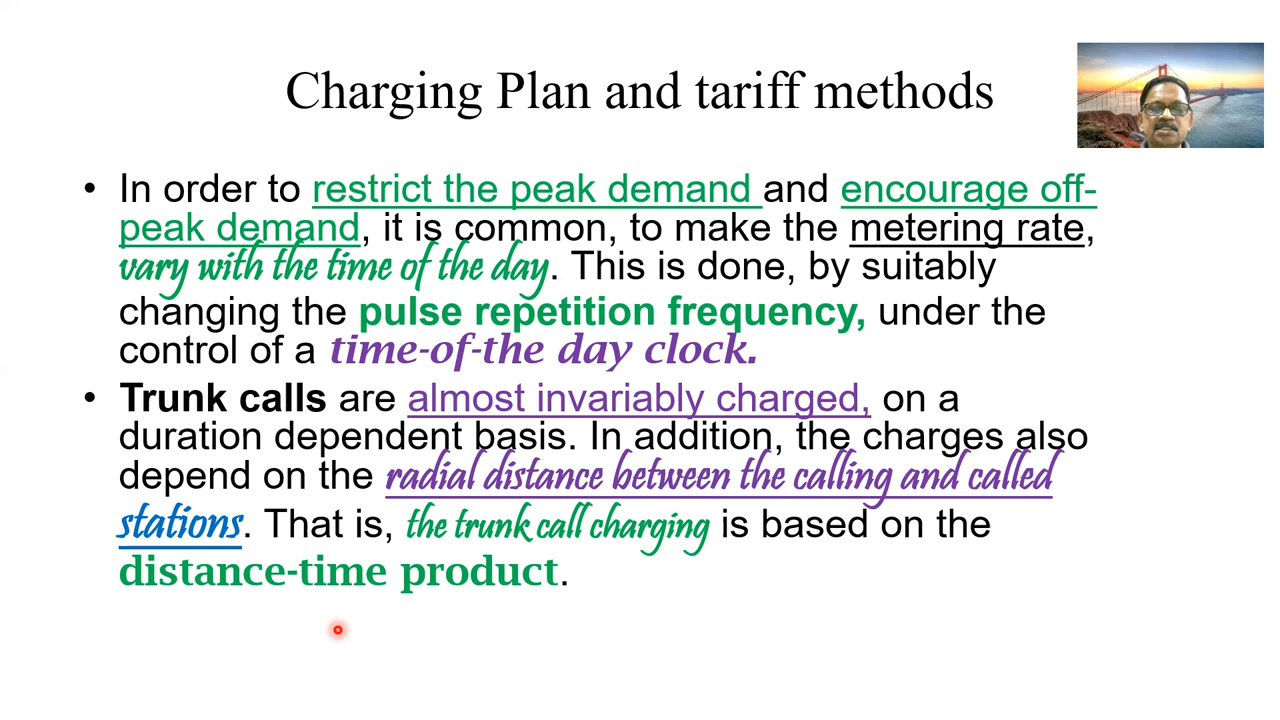 Charging Plan and tariff methods
• In order to restrict the peak demand and encourage off-
peak demand, it is common, to make the metering rate,
vary with the time of the day. This is done, by suitably
changing the pulse repetition frequency, under the
control of a time-of-the day clock.
• Trunk calls are almost invariably charged, on a
duration dependent basis. In addition, the charges also
depend on the radial distance between the calling and called
stations. That is, the trunk call charging is based on the
distance-time product.